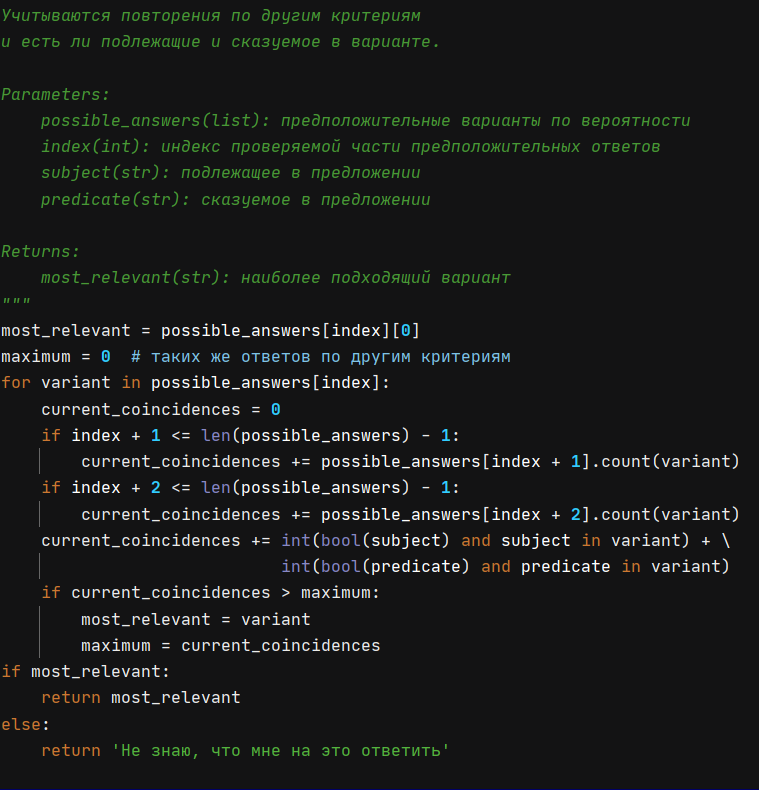 Учитываются повторения по другим критериям
и есть ли подлежащие и сказуемое в варианте.

Parameters:
    possible_answers(list): предположительные варианты по вероятности
    index(int): индекс проверяемой части предположительных ответов
    subject(str): подлежащее в предложении
    predicate(str): сказуемое в предложении

Returns:
    most_relevant(str): наиболее подходящий вариант
"""
most_relevant = possible_answers[index][0]
maximum = 0  # таких же ответов по другим критериям
for variant in possible_answers[index]:
    current_coincidences = 0
    if index + 1 <= len(possible_answers) - 1:
        current_coincidences += possible_answers[index + 1].count(variant)
    if index + 2 <= len(possible_answers) - 1:
        current_coincidences += possible_answers[index + 2].count(variant)
    current_coincidences += int(bool(subject) and subject in variant) + \
                            int(bool(predicate) and predicate in variant)
    if current_coincidences > maximum:
        most_relevant = variant
        maximum = current_coincidences
if most_relevant:
    return most_relevant
else:
    return 'Не знаю, что мне на это ответить'